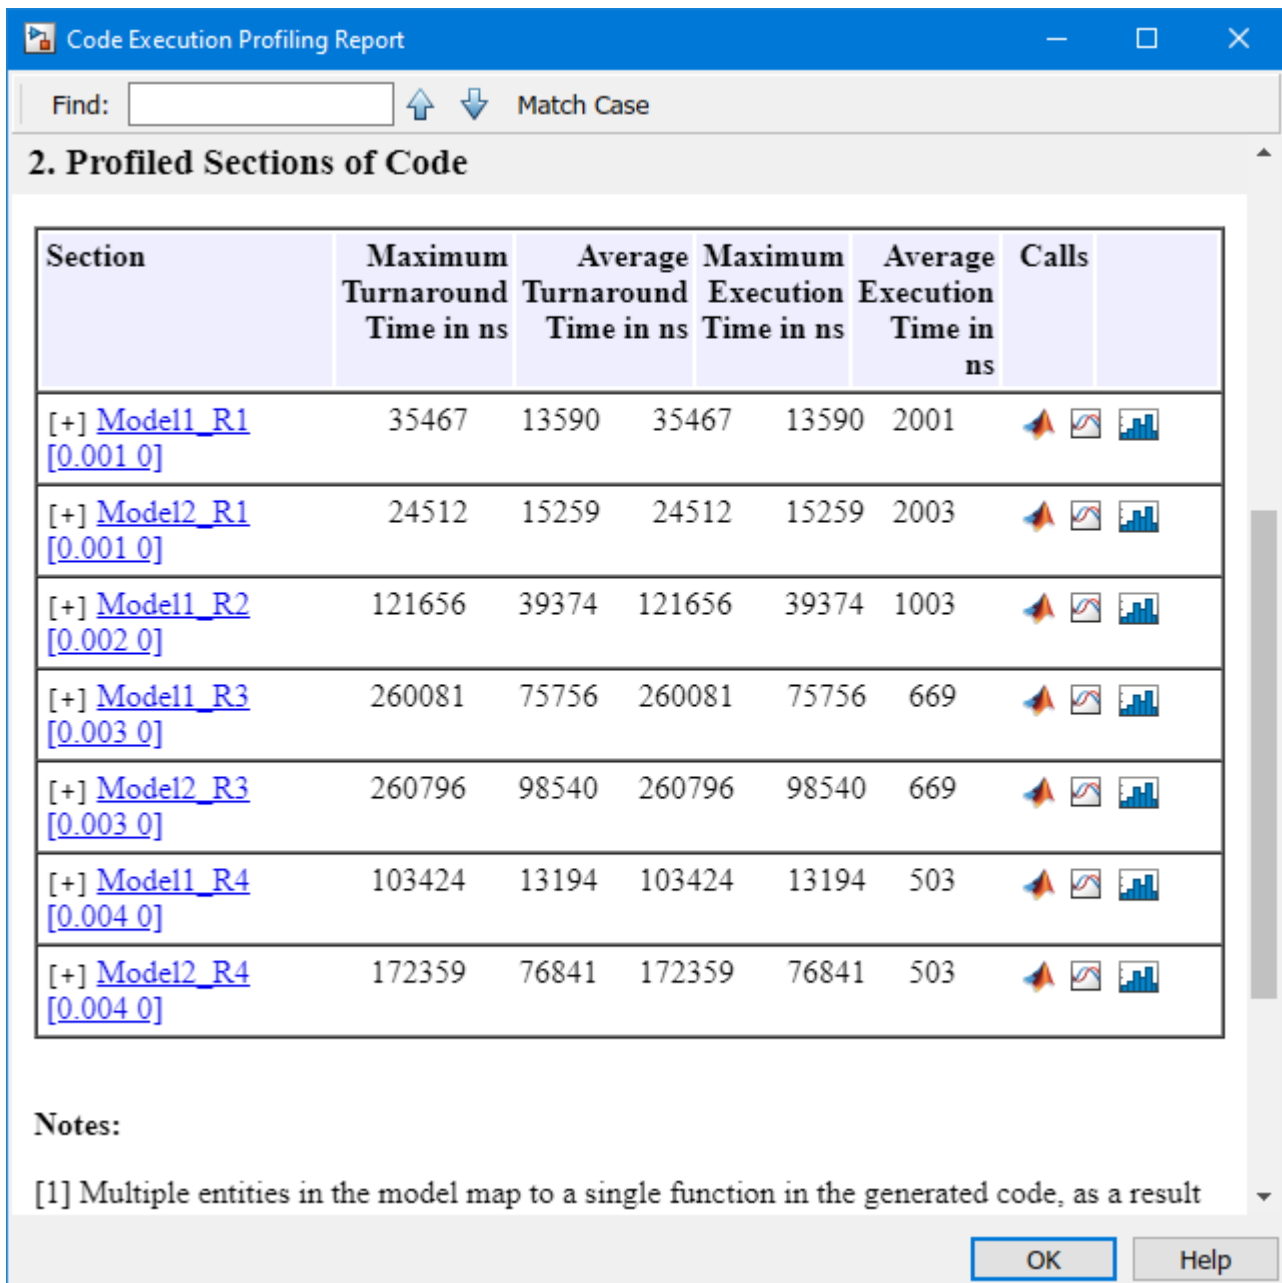 Code Execution Profiling Report
Find: Match Case
2. Profiled Sections of Code
Section Maximum Average Maximum Average Calls
Turnaround Turnaround Execution Execution
Time in ns Time in ns Time in ns Time in
ns
[+] Model1_R1 35467 13590 35467 13590 2001
[0.001 0]
[+] Model2_R1 24512 15259 24512 15259 2003
[0.001 0]
[+] Model1_R2 121656 39374 121656 39374 1003
[0.002 0]
[+] Model1_R3 260081 75756 260081 75756 669
[0.003 0]
[+] Model2_R3 260796 98540 260796 98540 669
[0.003 0]
[+] Model1_R4 103424 13194 103424 13194 503
[0.004 0]
[+] Model2_R4 172359 76841 172359 76841 503
[0.004 0]
Notes:
[1] Multiple entities in the model map to a single function in the generated code, as a result
OK Help